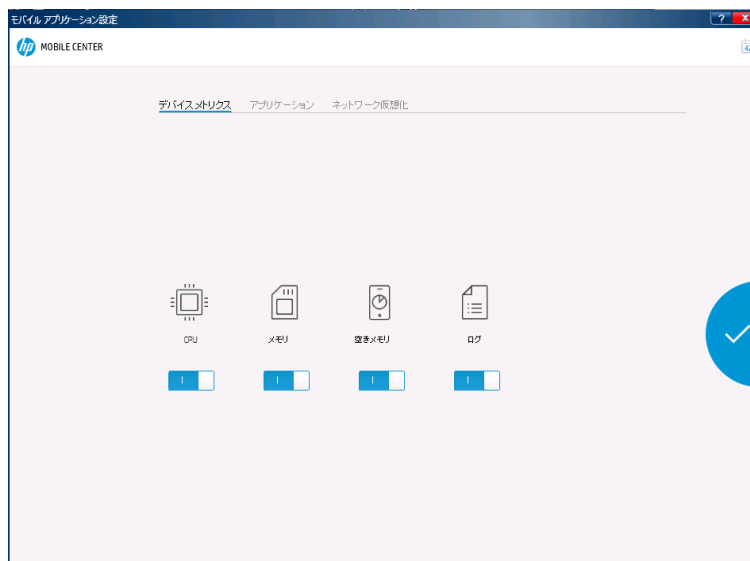 モバイル アプリケーション設定
hp MOBILE CENTER
デバイス メトリクス アプリケーション ネットワーク仮想化
CPU メモリ 空きメモリ ログ